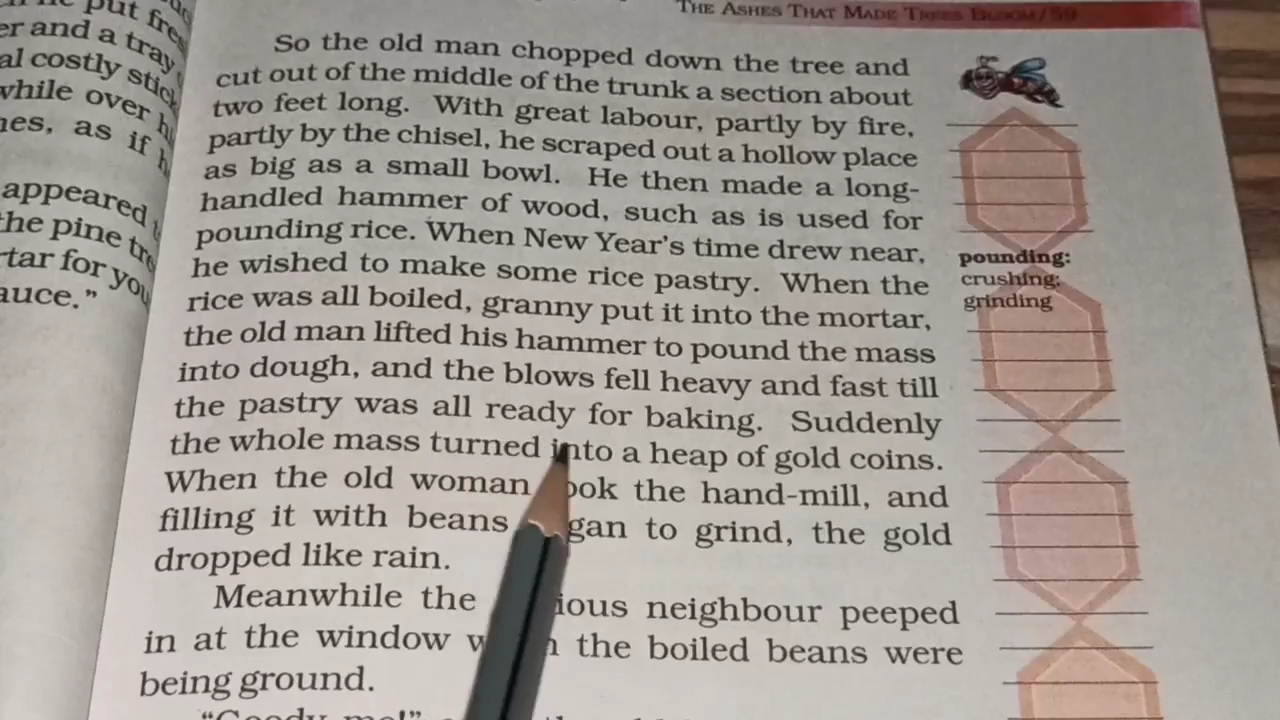 THE ASHES THAT MADE TREES BLOOM/59
put
er and a tray
al costly stick
while over
nes, as if
appeared
the pine tre
rtar for you
auce."
So the old man chopped down the tree and
cut out of the middle of the trunk a section about
two feet long. With great labour, partly by fire,
partly by the chisel, he scraped out a hollow place
as big as a small bowl. He then made a long-
handled hammer of wood, such as is used for
pounding rice. When New Year's time drew near,
he wished to make some rice pastry. When the
rice was all boiled, granny put it into the mortar,
the old man lifted his hammer to pound the mass
into dough, and the blows fell heavy and fast till
the pastry was all ready for baking. Suddenly
the whole mass turned into a heap of gold coins.
When the old woman ook the hand-mill, and
filling it with beans gan to grind, the gold
dropped like rain.
Meanwhile the ious neighbour peeped
in at the window the boiled beans were
being ground.
"Goody me!"
pounding:
crushing;
grinding